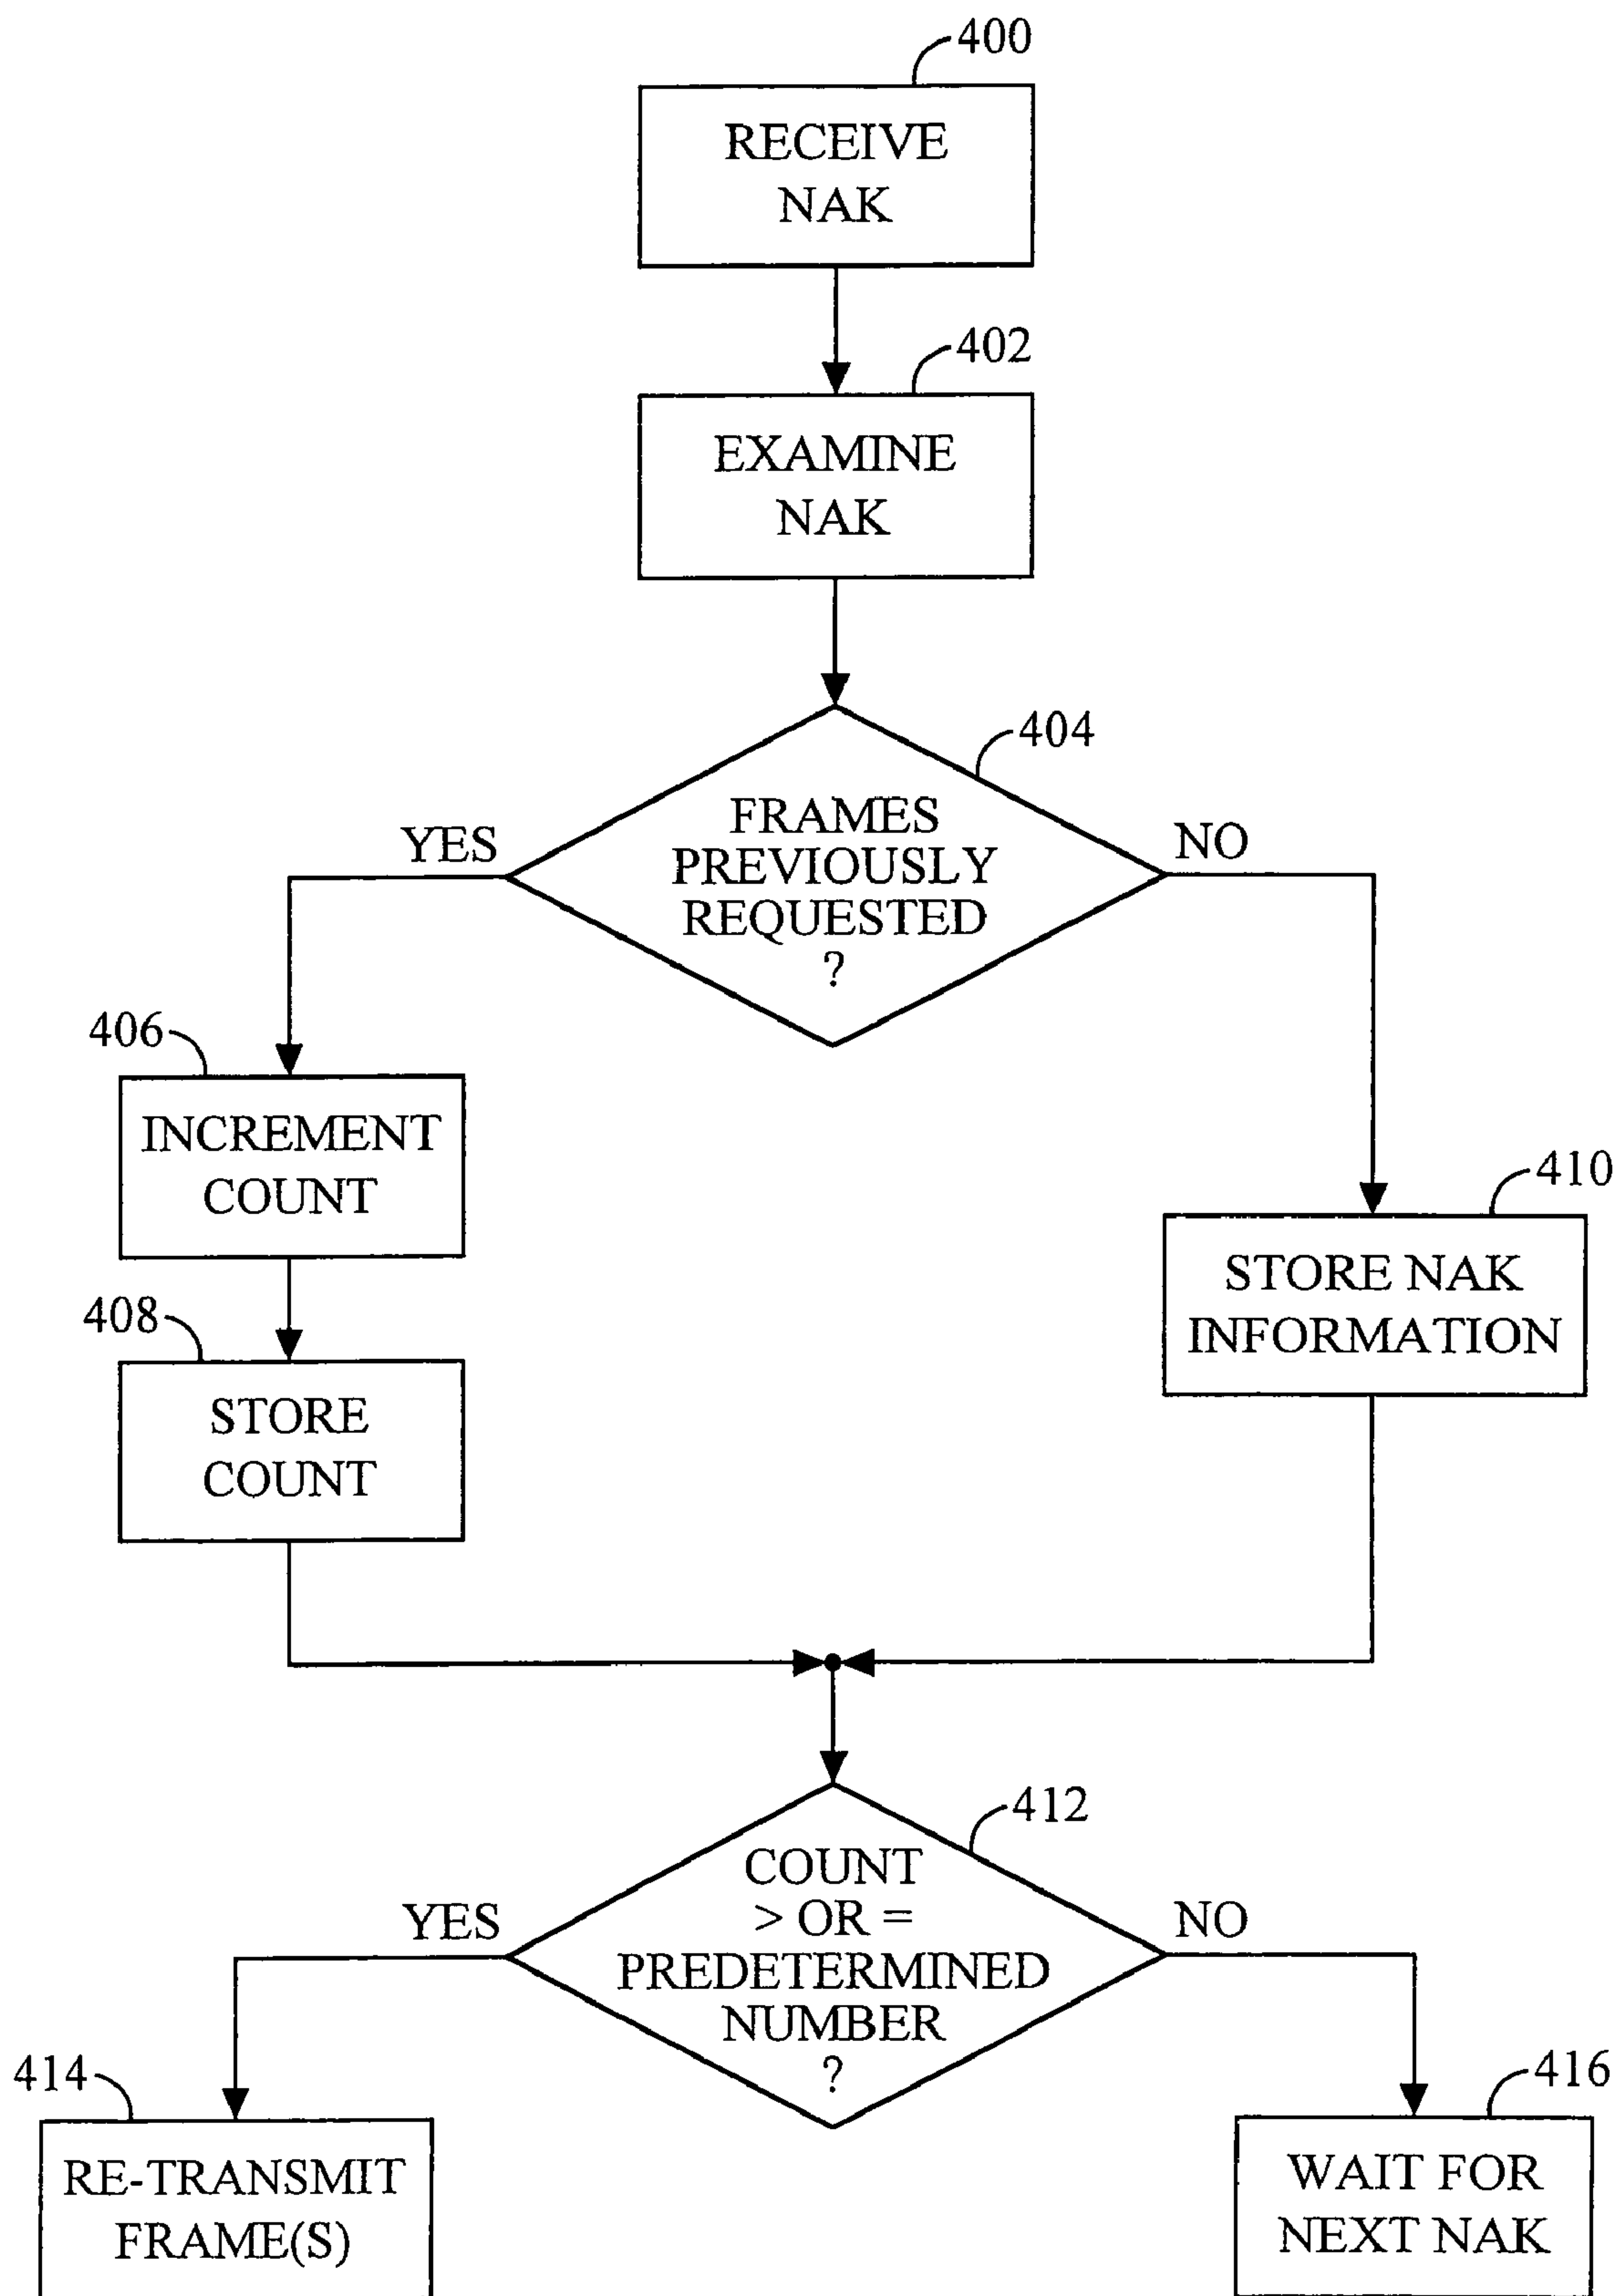 400
RECEIVE
NAK
402
EXAMINE
NAK
404
FRAMES
PREVIOUSLY
REQUESTED
?
YES
NO
406
INCREMENT
COUNT
410
STORE NAK
INFORMATION
408
STORE
COUNT
412
COUNT
> OR =
PREDETERMINED
NUMBER
?
YES
NO
414
RE-TRANSMIT
FRAME(S)
416
WAIT FOR
NEXT NAK